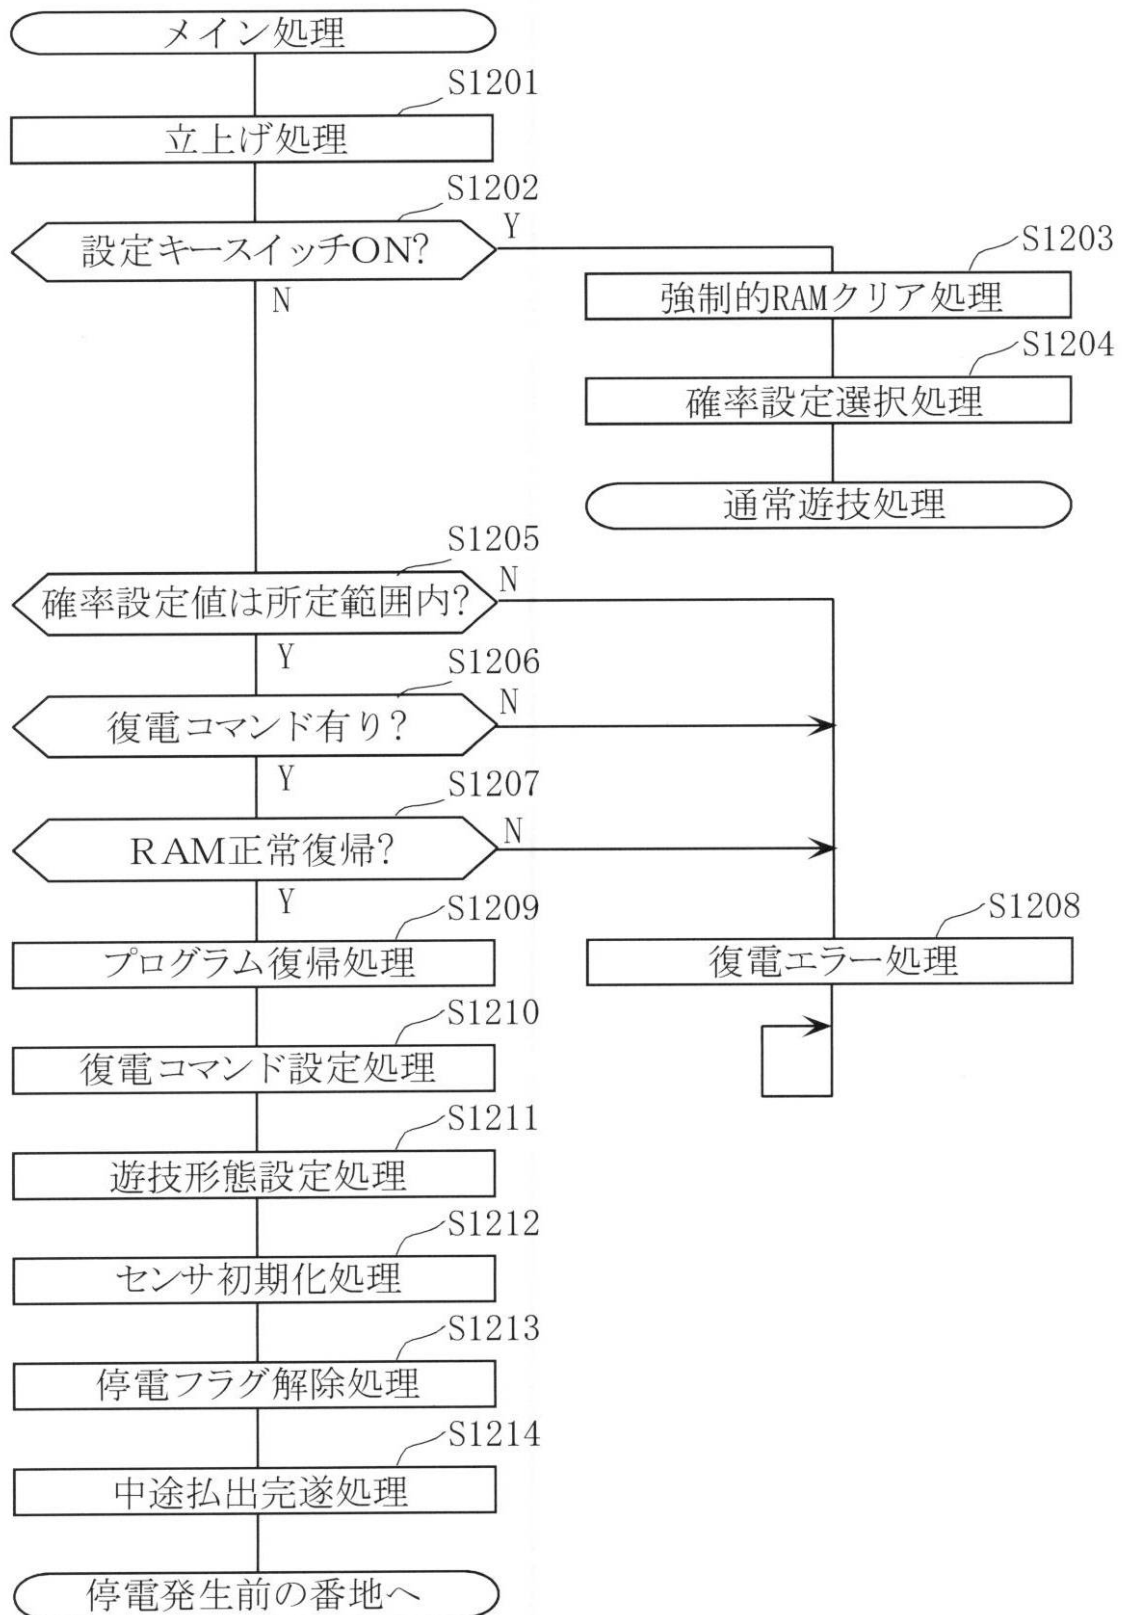 メイン処理
S1201
立上げ処理
S1202
設定キースイッチON?
Y
N
S1203
強制的RAMクリア処理
S1204
確率設定選択処理
通常遊技処理
S1205
確率設定値は所定範囲内?
N
Y
S1206
復電コマンド有り?
N
Y
S1207
RAM正常復帰?
N
Y
S1208
復電エラー処理
S1209
プログラム復帰処理
S1210
復電コマンド設定処理
S1211
遊技形態設定処理
S1212
センサ初期化処理
S1213
停電フラグ解除処理
S1214
中途払出完遂処理
停電発生前の番地へ